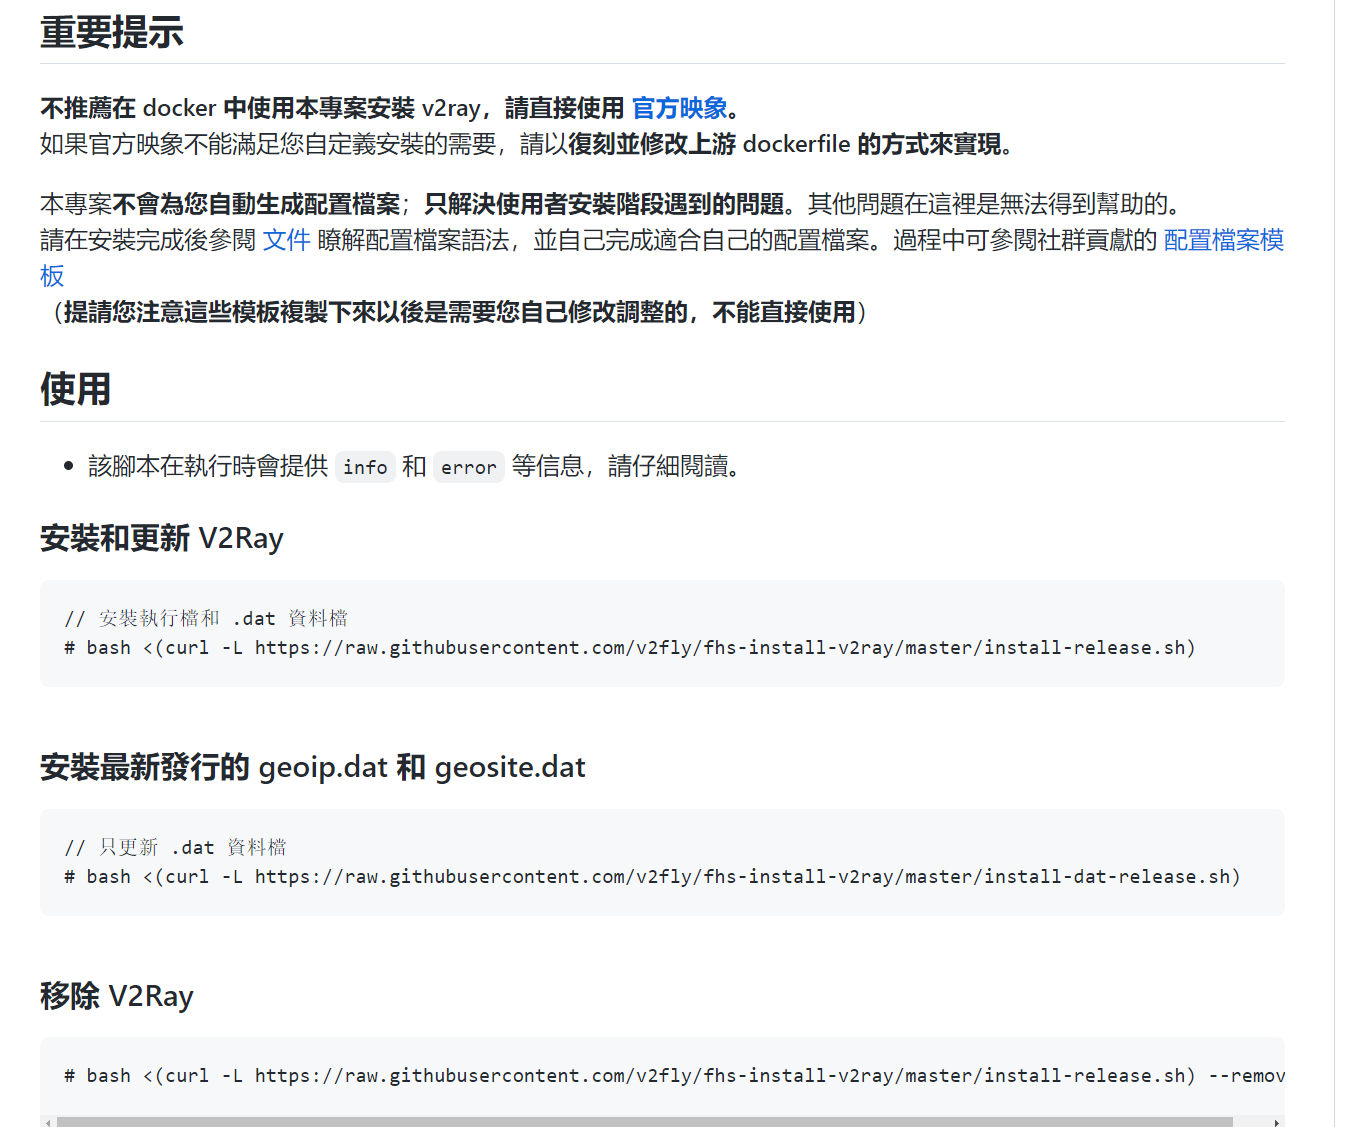 重要提示
不推薦在 docker 中使用本專案安裝 v2ray，請直接使用 官方映象。
如果官方映象不能滿足您自定義安裝的需要，請以復刻並修改上游 dockerfile 的方式來實現。
本專案不會為您自動生成配置檔案；只解決使用者安裝階段遇到的問題。其他問題在這裡是無法得到幫助的。
請在安裝完成後參閱 文件 瞭解配置檔案語法，並自己完成適合自己的配置檔案。過程中可參閱社群貢獻的 配置檔案模
板
（提請您注意這些模板複製下來以後是需要您自己修改調整的，不能直接使用）
使用
• 該腳本在執行時會提供 info 和 error 等信息，請仔細閱讀。
安裝和更新 V2Ray
// 安裝執行檔和 .dat 資料檔
# bash <(curl -L https://raw.githubusercontent.com/v2fly/fhs-install-v2ray/master/install-release.sh)
安裝最新發行的 geoip.dat 和 geosite.dat
// 只更新 .dat 資料檔
# bash <(curl -L https://raw.githubusercontent.com/v2fly/fhs-install-v2ray/master/install-dat-release.sh)
移除 V2Ray
# bash <(curl -L https://raw.githubusercontent.com/v2fly/fhs-install-v2ray/master/install-release.sh) --remov